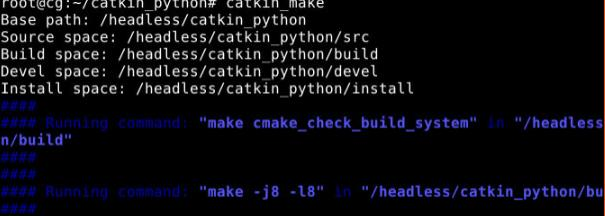 root@cg:~/catkin_python# catkin_make
Base path: /headless/catkin_python
Source space: /headless/catkin_python/src
Build space: /headless/catkin_python/build
Devel space: /headless/catkin_python/devel
Install space: /headless/catkin_python/install
####
#### Running command: "make cmake_check_build_system" in "/headless
n/build"
####
####
#### Running command: "make -j8 -l8" in "/headless/catkin_python/bu
####